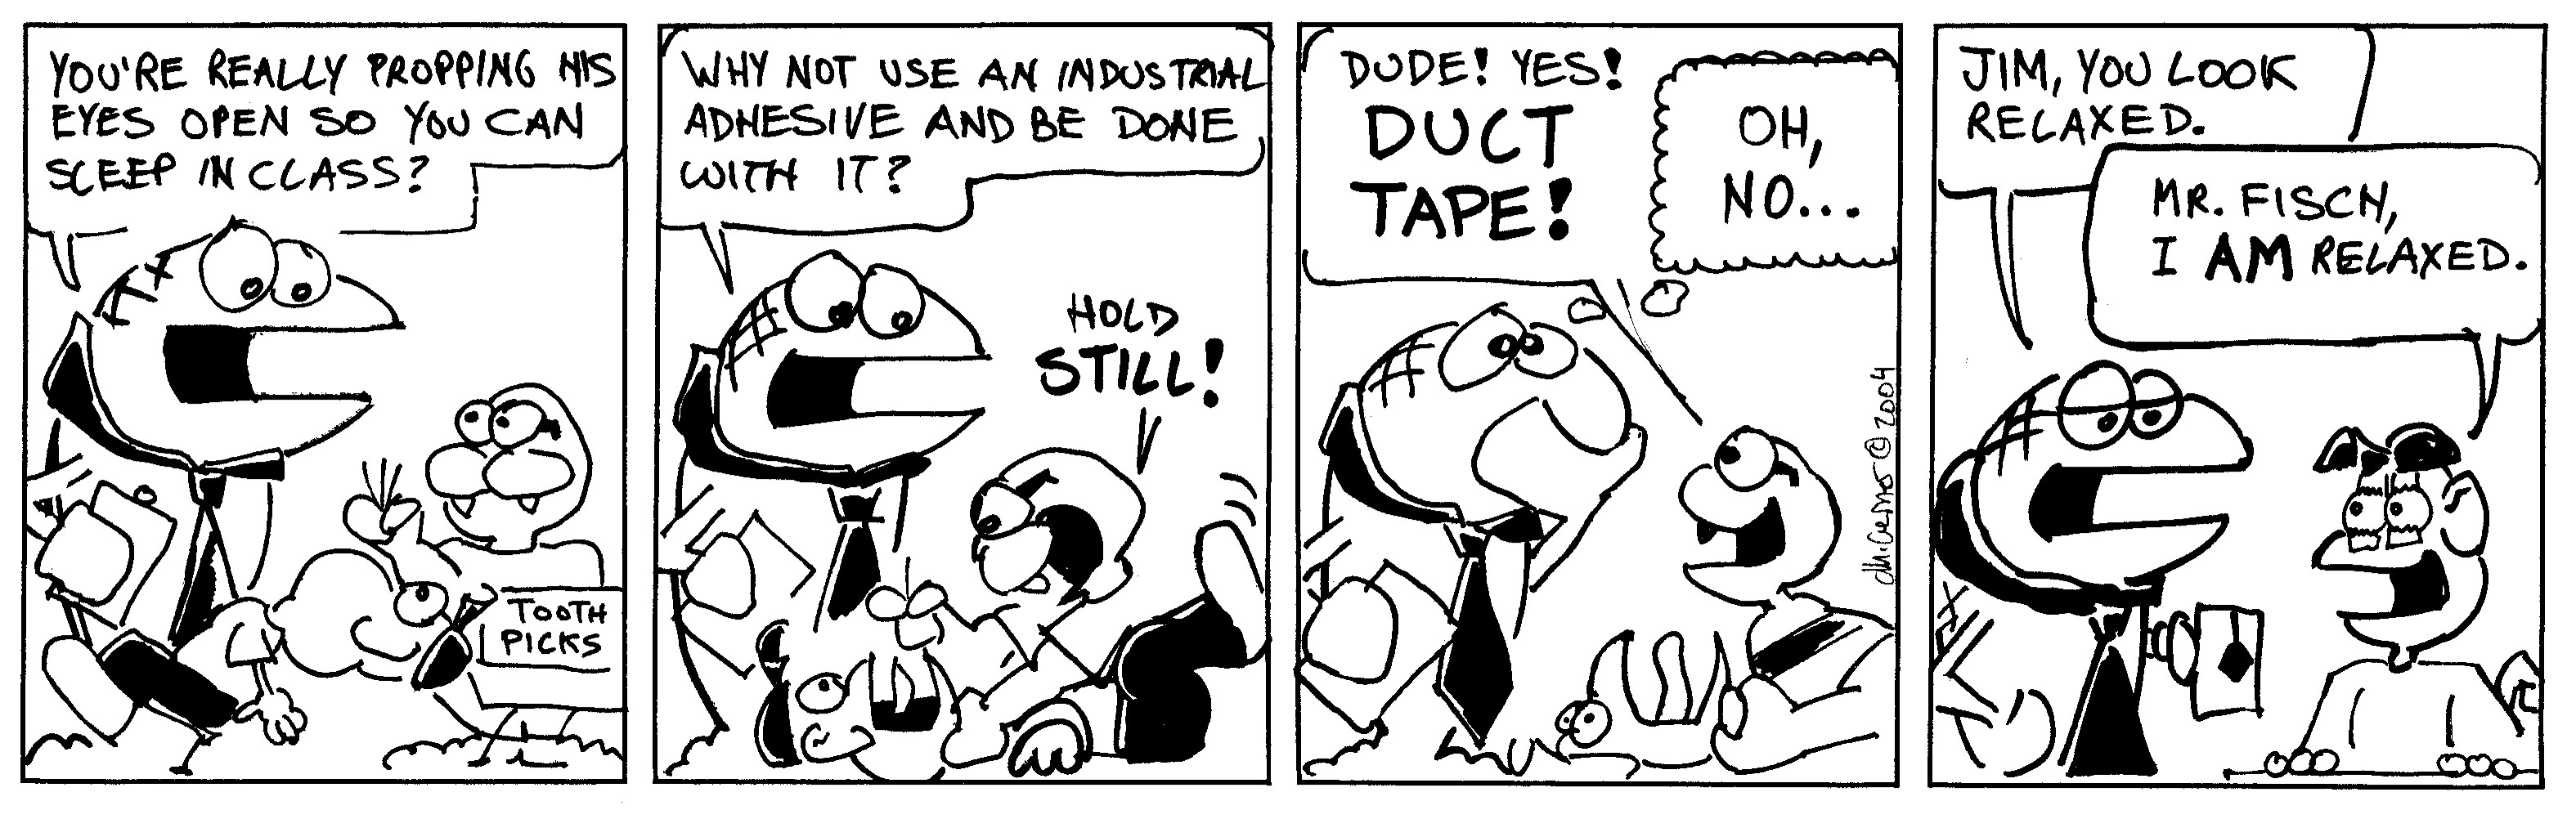 YOU'RE REALLY PROPPING HIS
EYES OPEN SO YOU CAN
SLEEP IN CLASS?
TOOTH
PICKS
WHY NOT USE AN INDUSTRIAL
ADHESIVE AND BE DONE
WITH IT?
HOLD
STILL!
DUDE! YES!
DUCT
TAPE!
OH,
NO...
© 2004
JIM, YOU LOOK
RELAXED.
MR. FISCH,
I AM RELAXED.